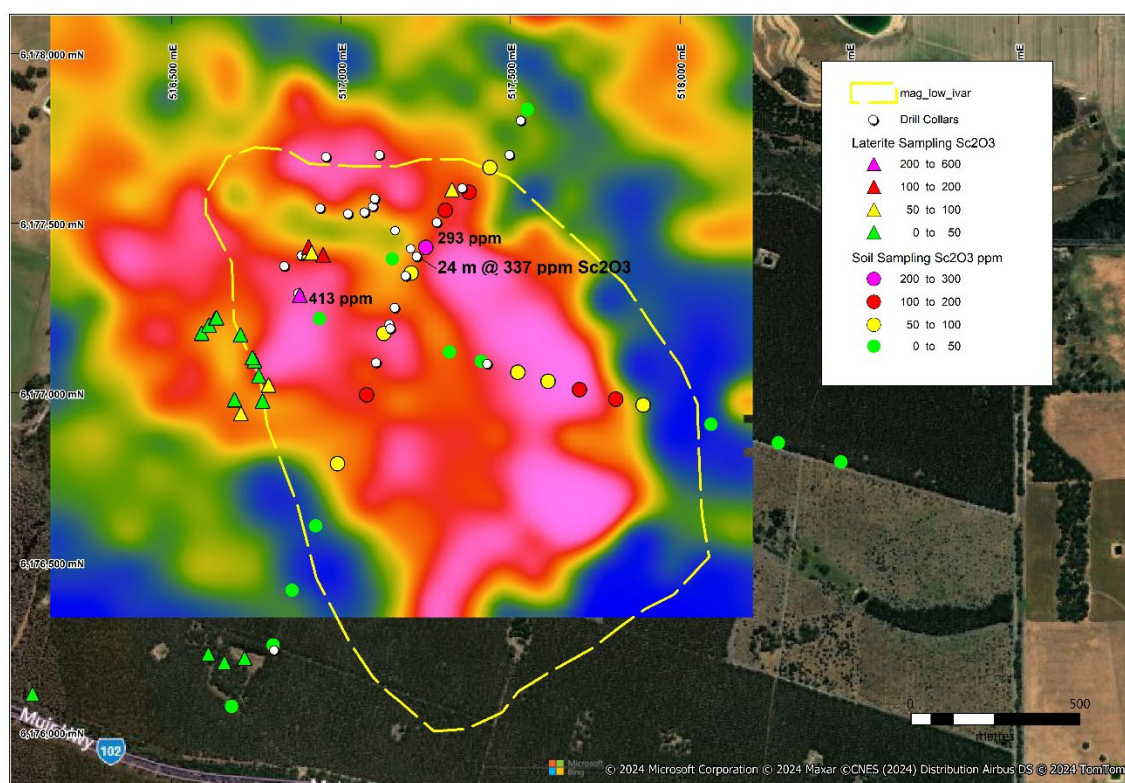 6,178,000 mN
516,500 mE
517,000 mE
517,500 mE
518,000 mE
mE
mE
mag_low_ivar
Drill Collars
Laterite Sampling Sc2O3
200 to 600
100 to 200
50 to 100
0 to 50
Soil Sampling Sc2O3 ppm
200 to 300
100 to 200
50 to 100
0 to 50
6,177,500 mN
293 ppm
24 m @ 337 ppm Sc2O3
413 ppm
6,177,000 mN
6,176,500 mN
6,176,000 mN
Muir Hwy
102
500
metres
Microsoft
Bing
© 2024 Microsoft Corporation © 2024 Maxar ©CNES (2024) Distribution Airbus DS © 2024 TomTom